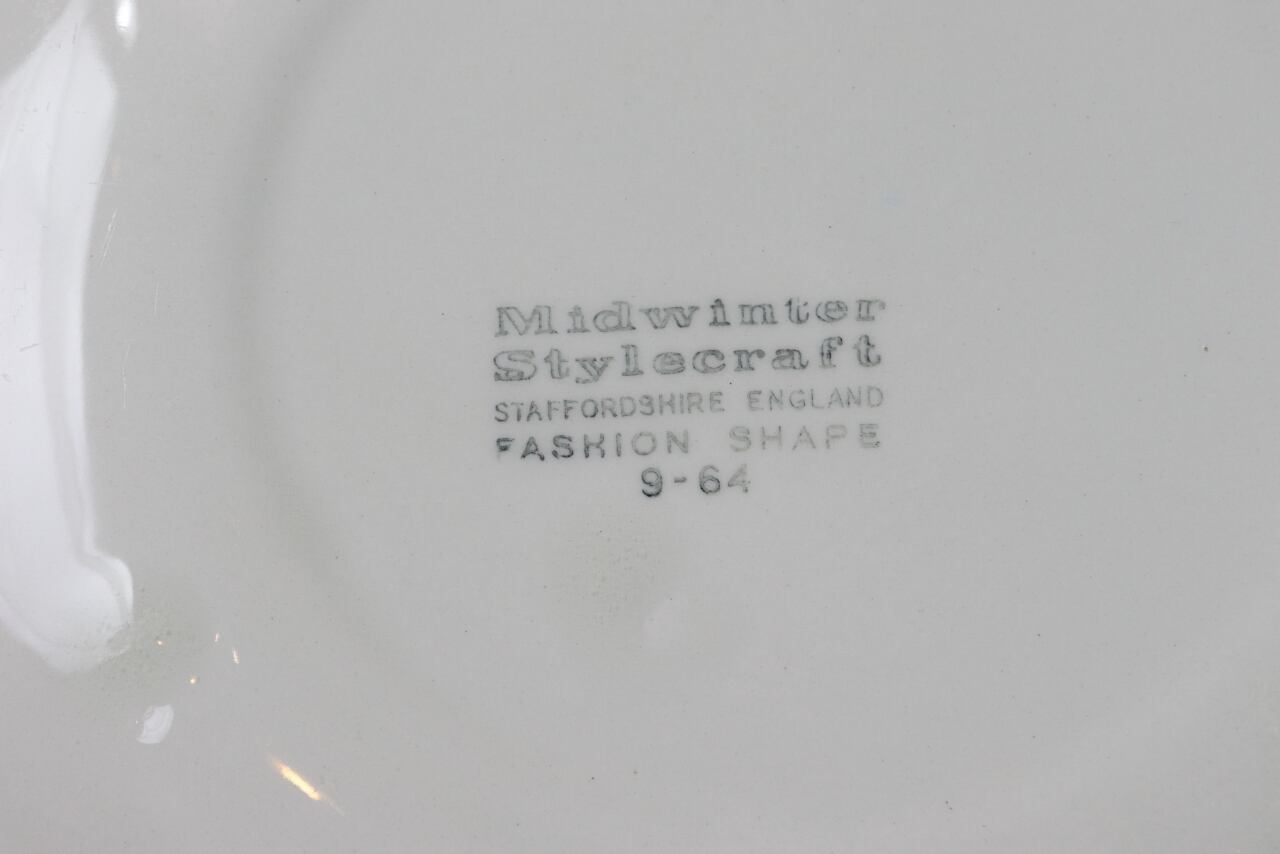 Midwinter
Stylecraft
STAFFORDSHIRE ENGLAND
FASHION SHAPE
9-64